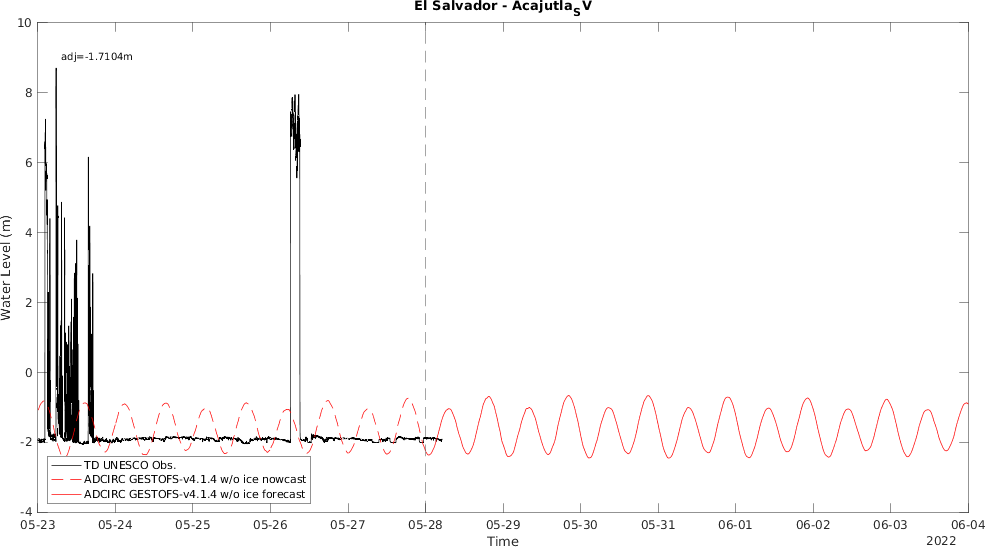 El Salvador - Acajutla_SV
adj=-1.7104m
Water Level (m)
10
8
6
4
2
0
-2
-4
TD UNESCO Obs.
ADCIRC GESTOFS-v4.1.4 w/o ice nowcast
ADCIRC GESTOFS-v4.1.4 w/o ice forecast
05-23 05-24 05-25 05-26 05-27 05-28 05-29 05-30 05-31 06-01 06-02 06-03 06-04
Time
2022